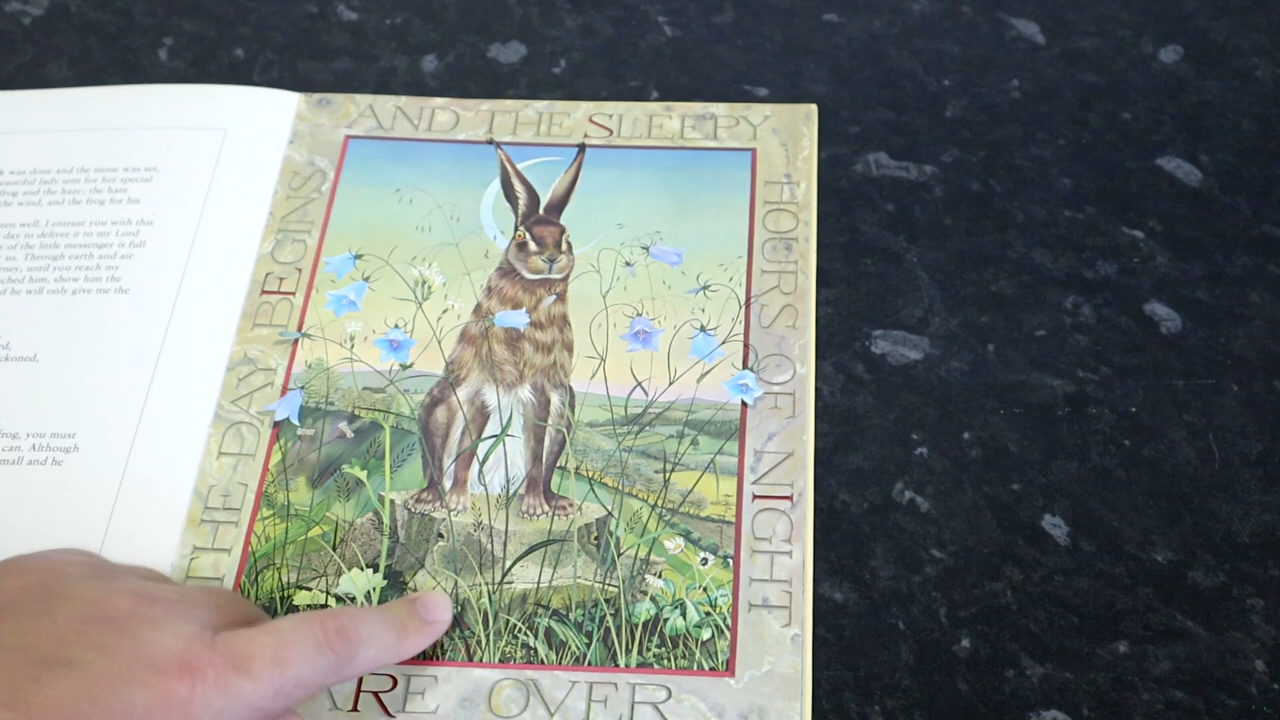 k was done and the stone was set,
beautiful lady sent for her special
frog and the hare; the hare
the wind, and the frog for his
ten well. I entrust you with this
day to deliver it to my Lord
y of the little messenger is full
so. Through earth and air
rney, until you reach my
ched him, show him the
if he will only give me the
ed,
ckoned,
frog, you must
can. Although
mall and he
THE DAY BEGINS
AND THE SLEEPY
HOURS OF NIGHT
ARE OVER